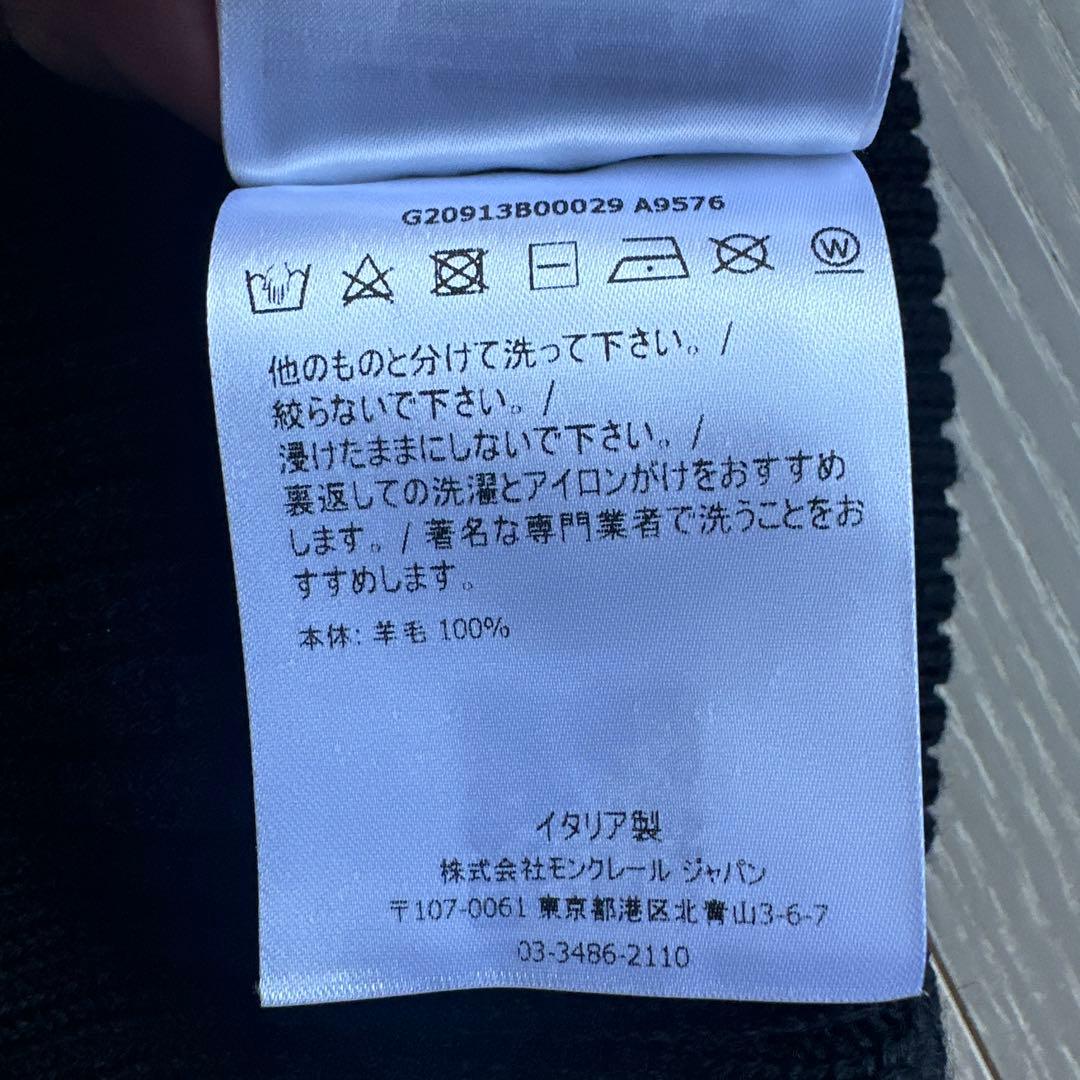 G20913B00029 A9576
W
他のものと分けて洗って下さい。/
絞らないで下さい。/
浸けたままにしないで下さい。/
裏返しての洗濯とアイロンがけをおすすめ
します。/ 著名な専門業者で洗うことをお
すすめします。
本体: 羊毛 100%
イタリア製
株式会社モンクレール ジャパン
〒107-0061 東京都港区北青山3-6-7
03-3486-2110